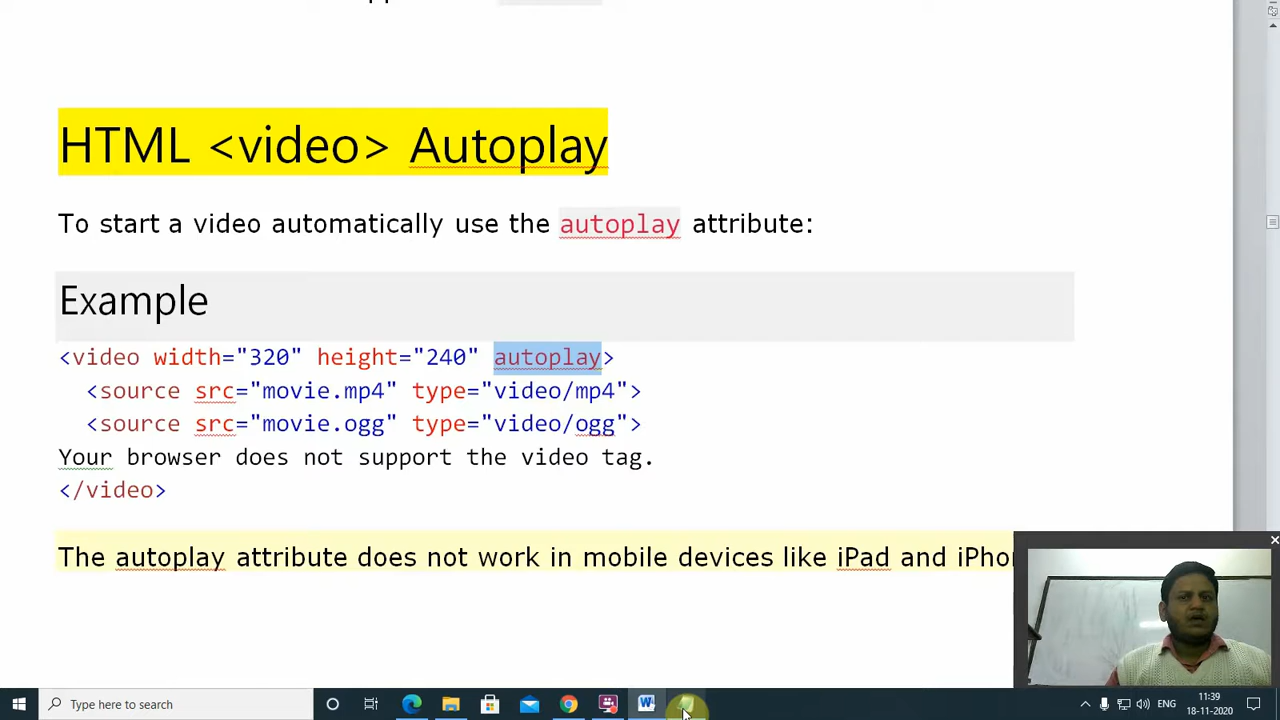 HTML <video> Autoplay
To start a video automatically use the autoplay attribute:
Example
<video width="320" height="240" autoplay>
<source src="movie.mp4" type="video/mp4">
<source src="movie.ogg" type="video/ogg">
Your browser does not support the video tag.
</video>
The autoplay attribute does not work in mobile devices like iPad and iPhon
Type here to search
ENG
11:39
18-11-2020